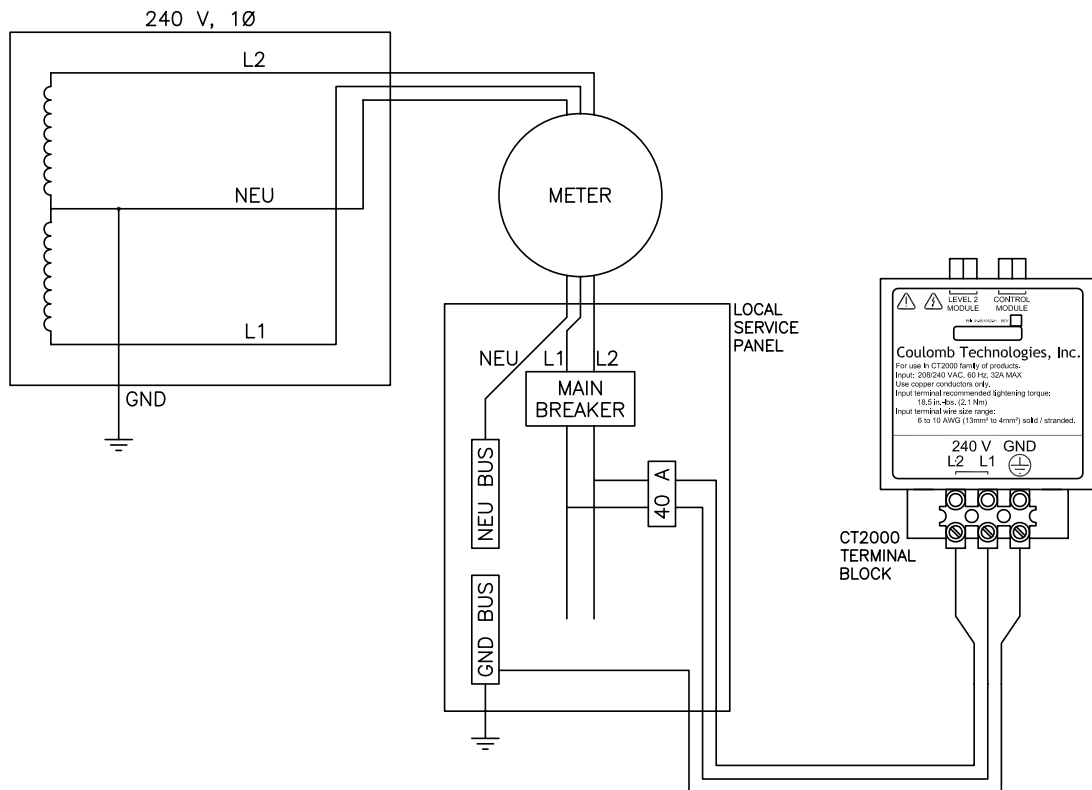 240 V, 1Ø
L2
NEU
L1
GND
METER
LOCAL
SERVICE
PANEL
NEU
L1
L2
MAIN
BREAKER
NEU BUS
40 A
GND BUS
LEVEL 2
MODULE
CONTROL
MODULE
Coulomb Technologies, Inc.
For use in CT2000 family of products.
Input: 208/240 VAC, 60 Hz, 32A MAX
Use copper conductors only.
Input terminal recommended tightening torque:
18.5 in.-lbs. (2.1 Nm)
Input terminal wire size range:
6 to 10 AWG (13mm² to 4mm²) solid / stranded.
240 V GND
L2 L1
CT2000
TERMINAL
BLOCK